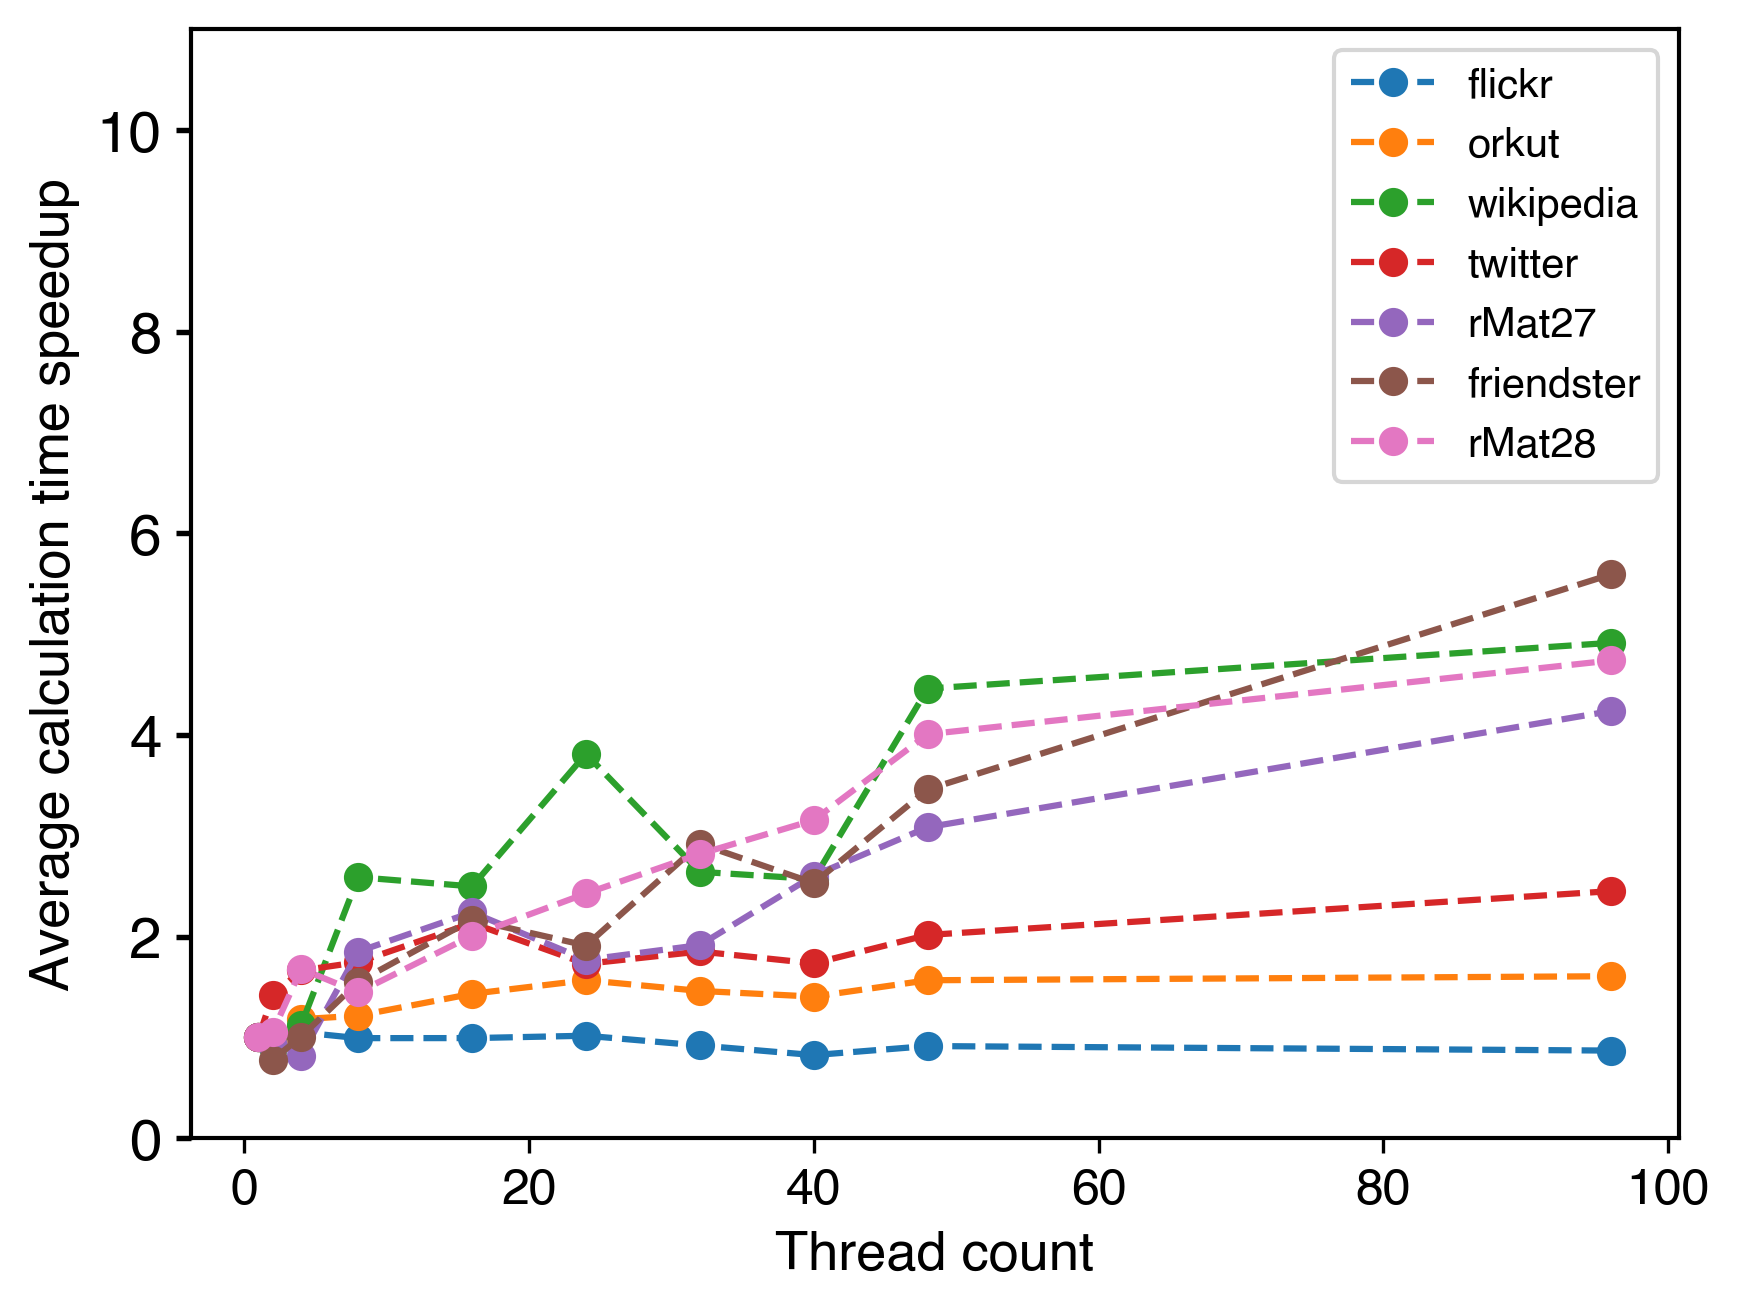 flickr
orkut
wikipedia
twitter
rMat27
friendster
rMat28
Average calculation time speedup
10
8
6
4
2
0
0 20 40 60 80 100
Thread count